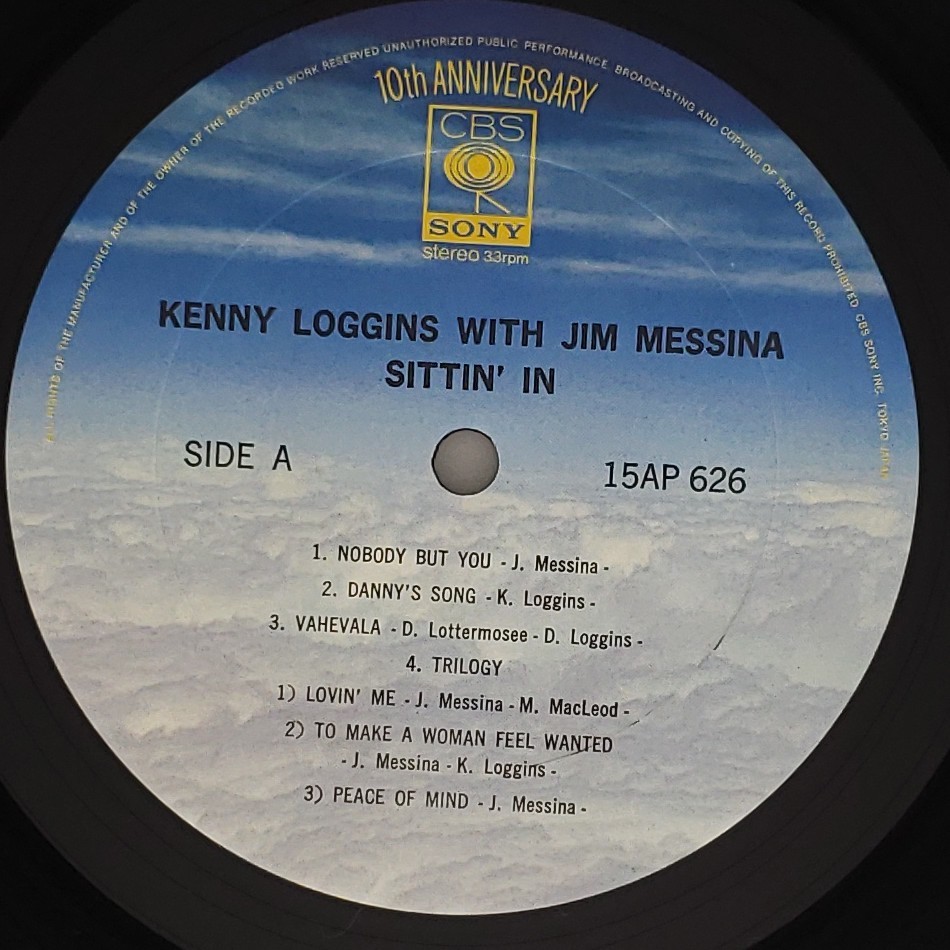 ALL RIGHTS OF THE MANUFACTURER AND OF THE OWNER OF THE RECORDED WORK RESERVED UNAUTHORIZED PUBLIC PERFORMANCE BROADCASTING AND COPYING OF THIS RECORD PROHIBITED CBS SONY INC. TOKYO JAPAN
10th ANNIVERSARY
CBS
SONY
stereo 33rpm
KENNY LOGGINS WITH JIM MESSINA
SITTIN' IN
SIDE A
15AP 626
1. NOBODY BUT YOU - J. Messina -
2. DANNY'S SONG - K. Loggins -
3. VAHEVALA - D. Lottermosee - D. Loggins -
4. TRILOGY
1) LOVIN' ME - J. Messina - M. MacLeod -
2) TO MAKE A WOMAN FEEL WANTED
- J. Messina - K. Loggins -
3) PEACE OF MIND - J. Messina -